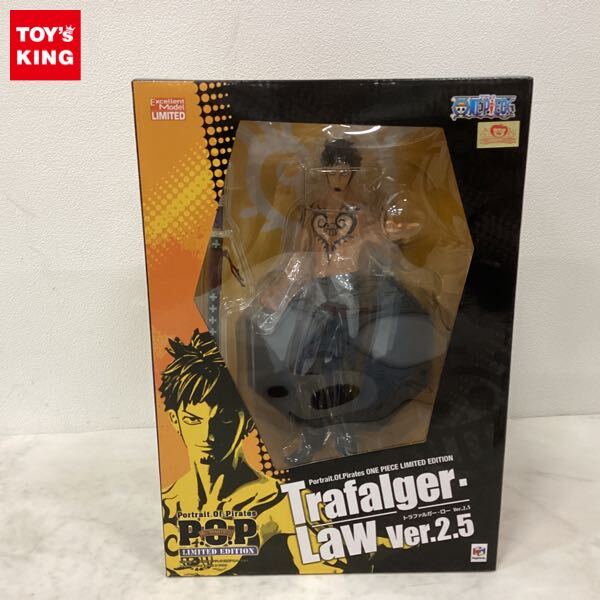 TOY's
KING
Excellent
Model
LIMITED
ONE PIECE
Portrait.Of.Pirates ONE PIECE LIMITED EDITION
Trafalger・
Law ver.2.5
トラファルガー・ロー Ver.2.5
Portrait.Of.Pirates
P.O.P
LIMITED EDITION
MegaHouse